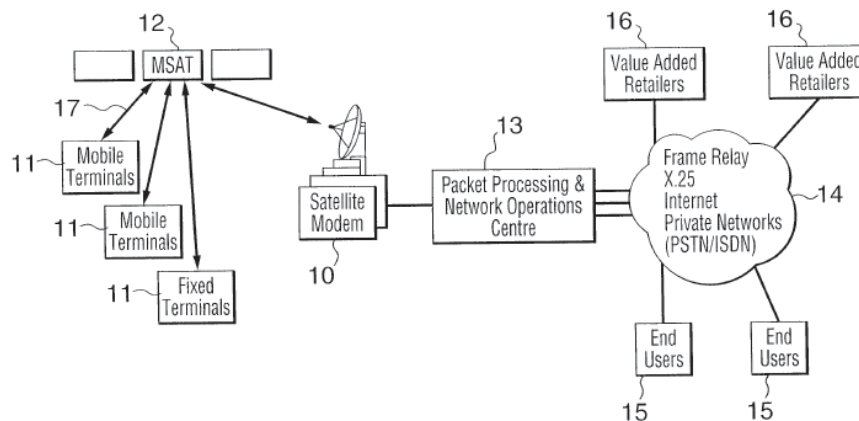 12
MSAT
17
11
Mobile
Terminals
11
Mobile
Terminals
11
Fixed
Terminals
Satellite
Modem
10
13
Packet Processing &
Network Operations
Centre
16
Value Added
Retailers
16
Value Added
Retailers
Frame Relay
X.25
Internet
Private Networks
(PSTN/ISDN)
14
End
Users
15
End
Users
15